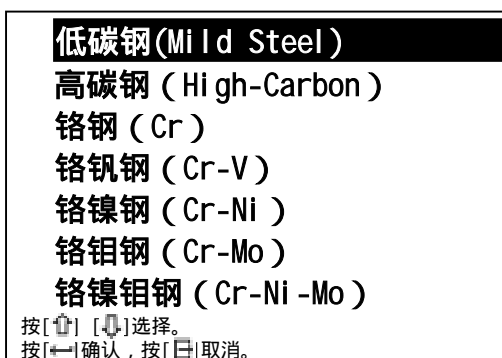 低碳钢(Mild Steel)
高碳钢（High-Carbon）
铬钢（Cr）
铬钒钢（Cr-V）
铬镍钢（Cr-Ni）
铬钼钢（Cr-Mo）
铬镍钼钢（Cr-Ni-Mo）
按[⇧] [⇩]选择。
按[↵]确认，按[]取消。